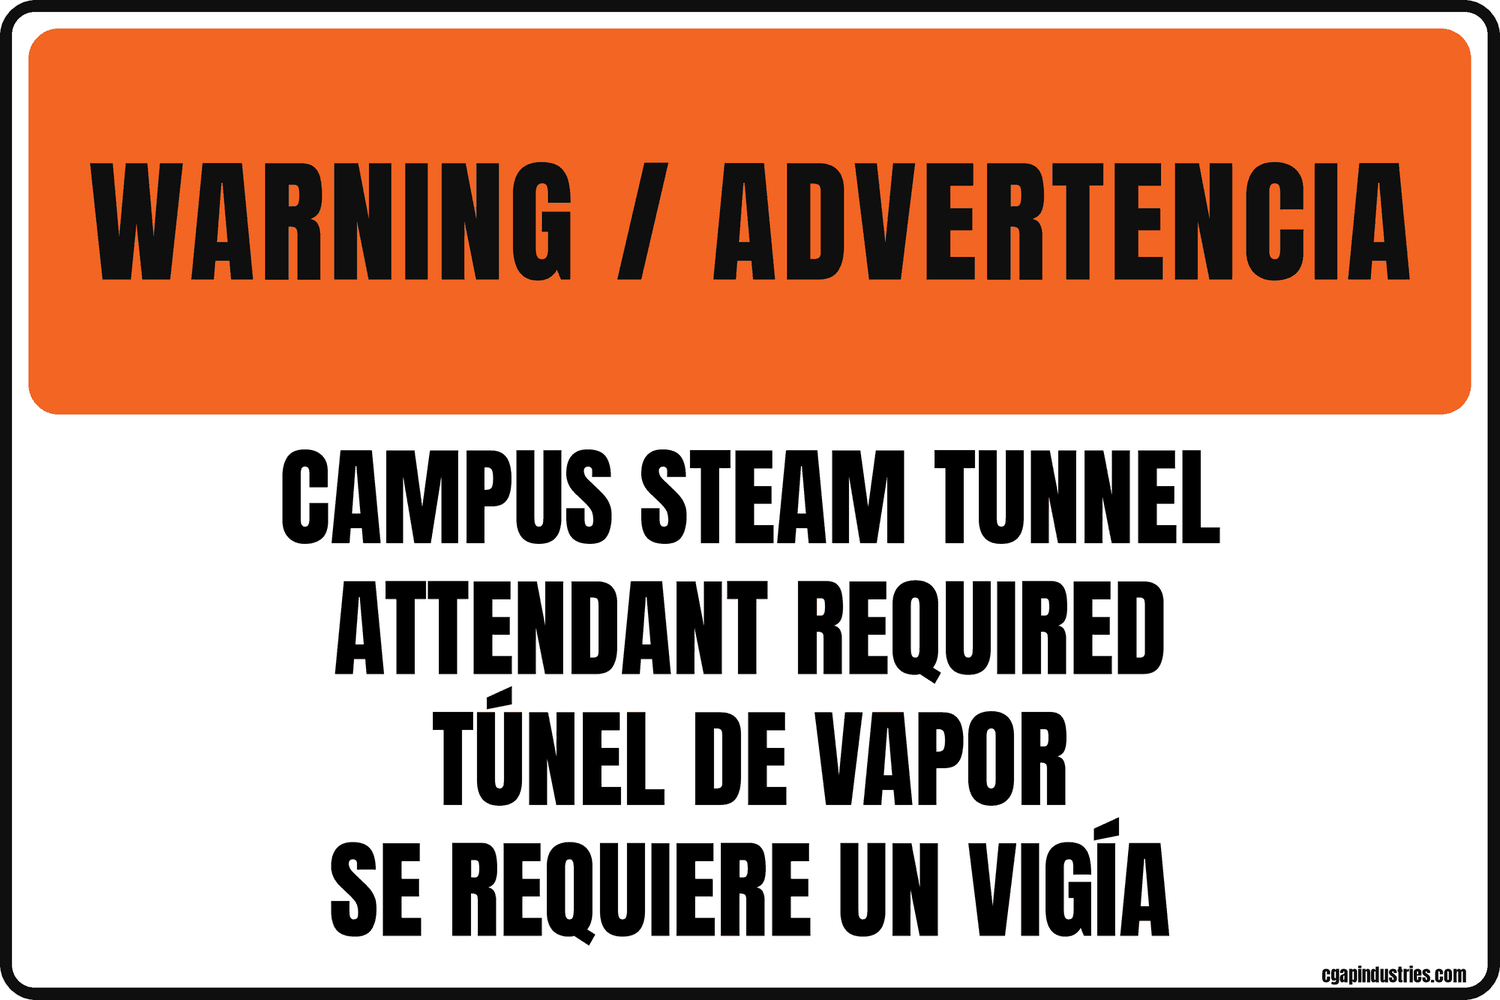 WARNING / ADVERTENCIA
CAMPUS STEAM TUNNEL
ATTENDANT REQUIRED
TÚNEL DE VAPOR
SE REQUIERE UN VIGÍA
cgapindustries.com